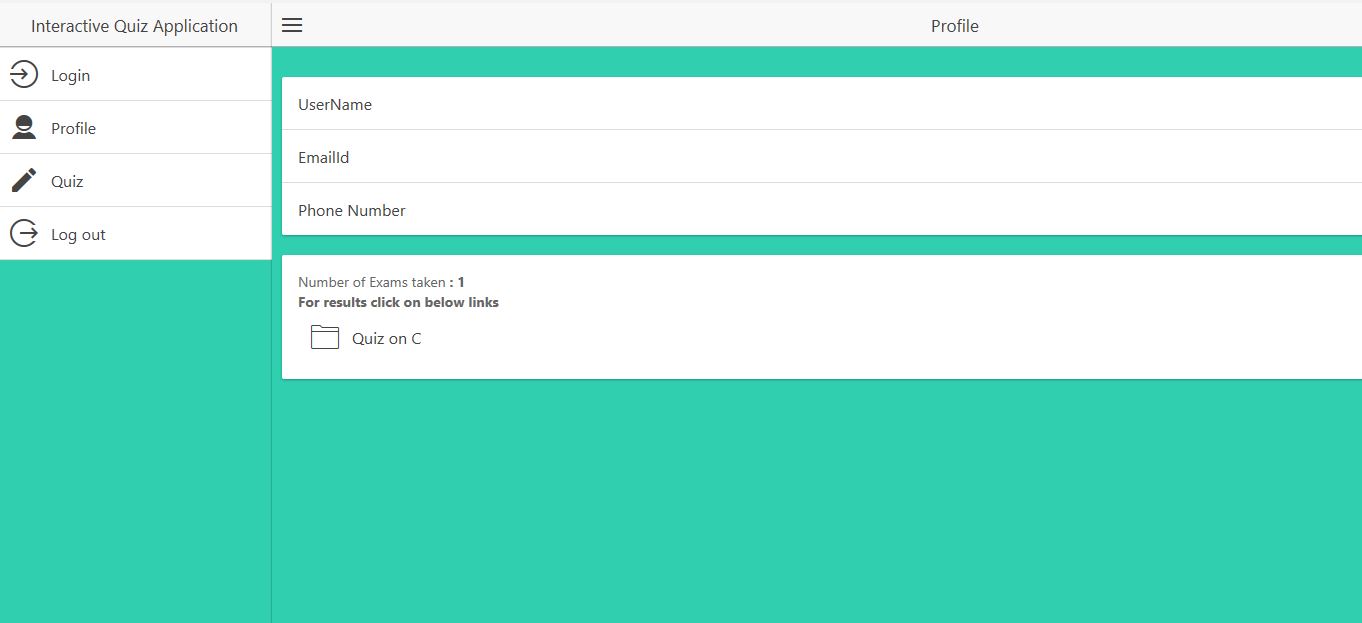 Interactive Quiz Application
Profile
Login
Profile
Quiz
Log out
UserName
EmailId
Phone Number
Number of Exams taken : 1
For results click on below links
Quiz on C